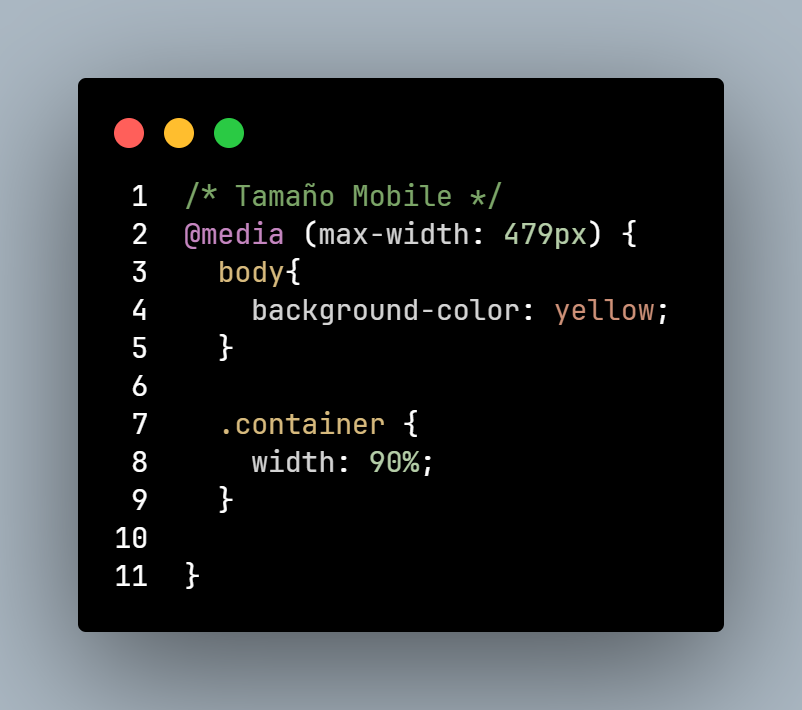 1 /* Tamaño Mobile */
2 @media (max-width: 479px) {
3   body{
4     background-color: yellow;
5   }
6
7   .container {
8     width: 90%;
9   }
10
11 }